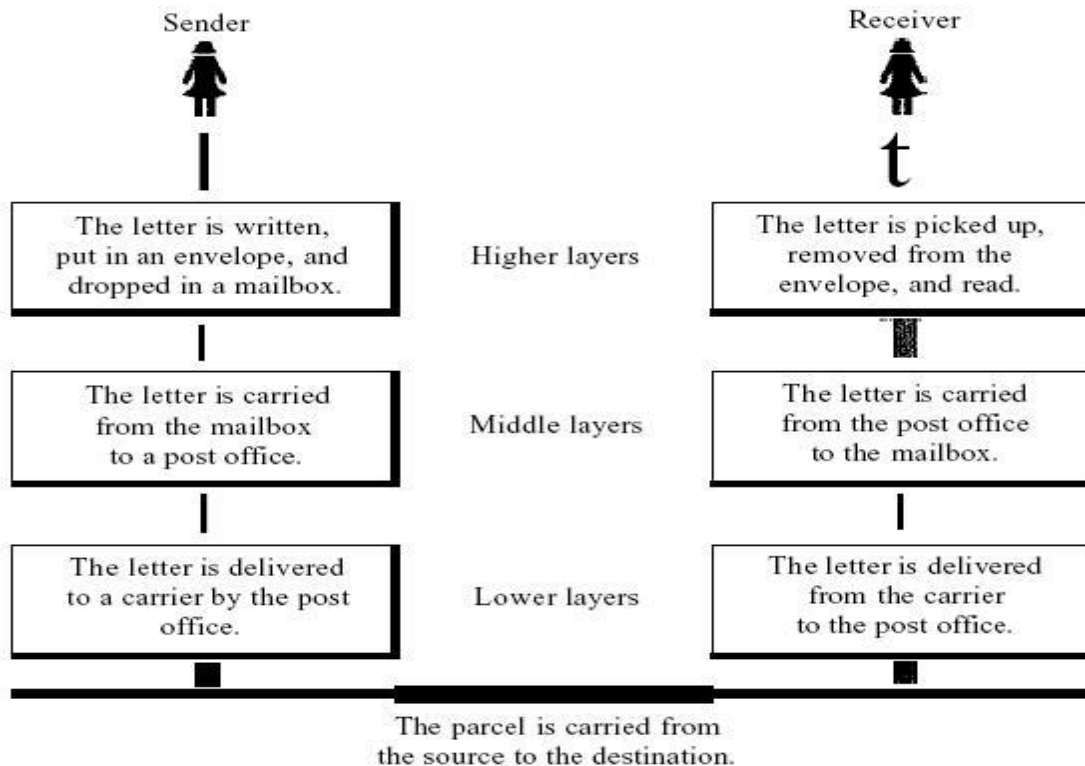 Sender
Receiver
t
The letter is written,
put in an envelope, and
dropped in a mailbox.
Higher layers
The letter is picked up,
removed from the
envelope, and read.
The letter is carried
from the mailbox
to a post office.
Middle layers
The letter is carried
from the post office
to the mailbox.
The letter is delivered
to a carrier by the post
office.
Lower layers
The letter is delivered
from the carrier
to the post office.
The parcel is carried from
the source to the destination.